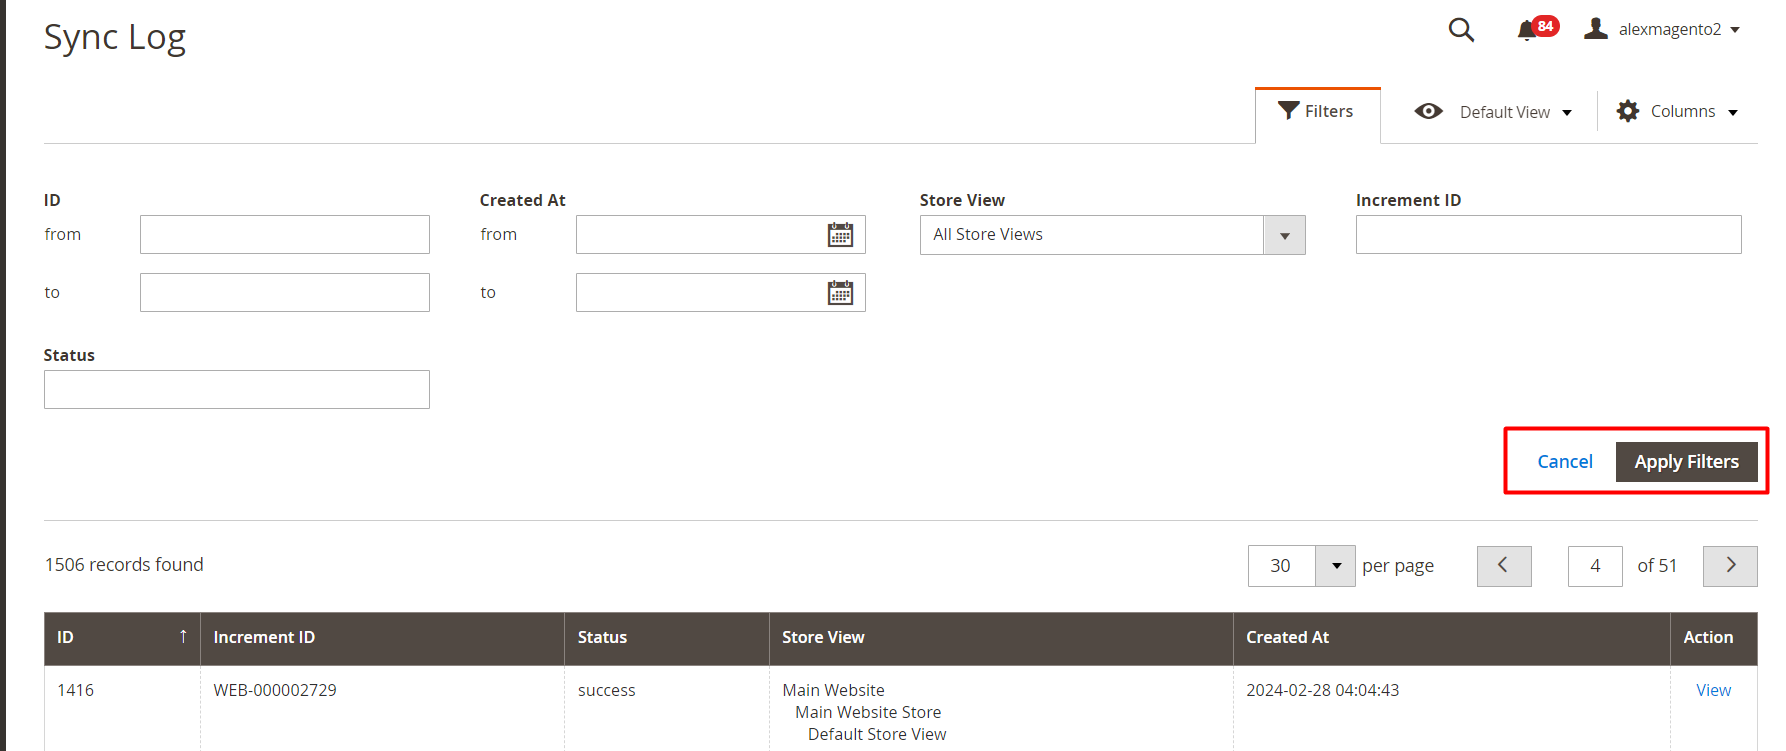 Sync Log
84
alexmagento2
Filters
Default View
Columns
ID
from
to
Created At
from
to
Store View
All Store Views
Increment ID
Status
Cancel
Apply Filters
1506 records found
30
per page
4
of 51
ID ↑ Increment ID Status Store View Created At Action
1416 WEB-000002729 success Main Website 2024-02-28 04:04:43 View
Main Website Store
Default Store View